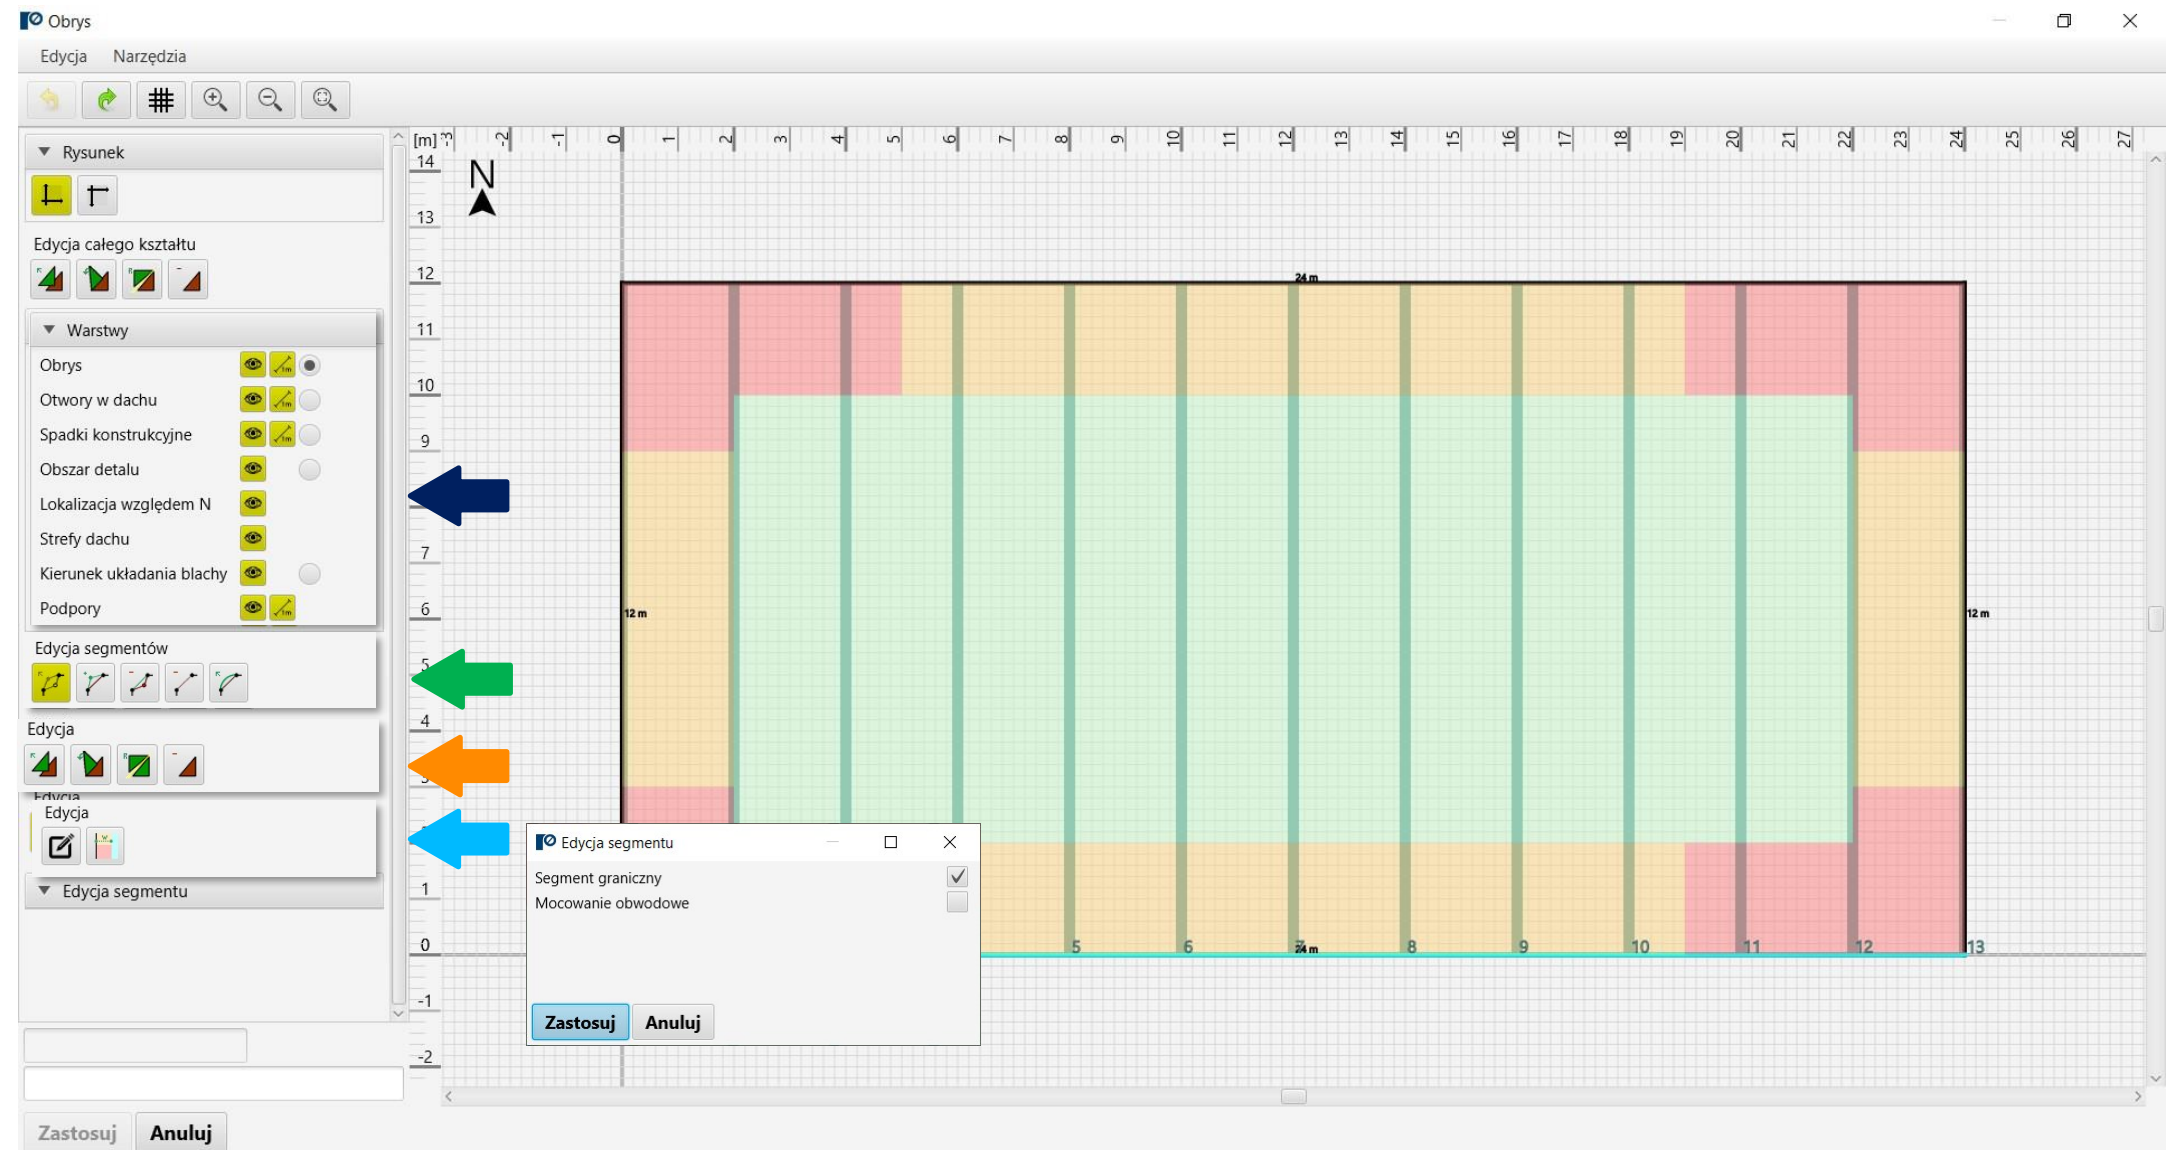 Obrys
Edycja Narzędzia
Rysunek
Edycja całego kształtu
Warstwy
Obrys
Otwory w dachu
Spadki konstrukcyjne
Obszar detalu
Lokalizacja względem N
Strefy dachu
Kierunek układania blachy
Podpory
Edycja segmentów
Edycja
Edycja
Edycja
Edycja segmentu
Zastosuj Anuluj
[m] -3 -2 -1 0 1 2 3 4 5 6 7 8 9 10 11 12 13 14 15 16 17 18 19 20 21 22 23 24 25 26 27
14
13
12
11
10
9
7
6
5
4
3
1
0
-1
-2
N
24 m
12 m
12 m
5 6 24 m 8 9 10 11 12 13
Edycja segmentu
Segment graniczny
Mocowanie obwodowe
Zastosuj Anuluj